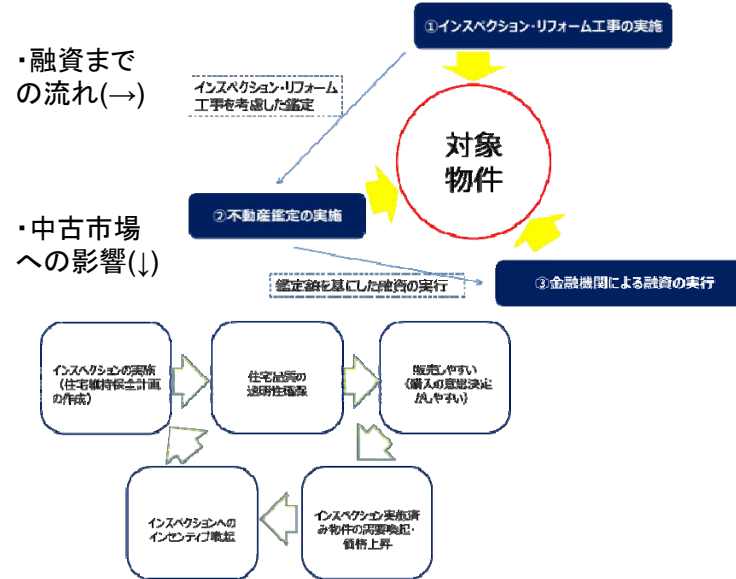 ①インスペクション・リフォーム工事の実施
・融資まで
の流れ(→)
インスペクション・リフォーム
工事を考慮した鑑定
対象
物件
②不動産鑑定の実施
・中古市場
への影響(↓)
鑑定額を基にした融資の実行
③金融機関による融資の実行
インスペクションの実施
（住宅維持保全計画
の作成）
住宅品質の
透明性確保
販売しやすい
（購入の意思決定
がしやすい）
インスペクションへの
インセンティブ喚起
インスペクション実施済
み物件の需要喚起・
価格上昇